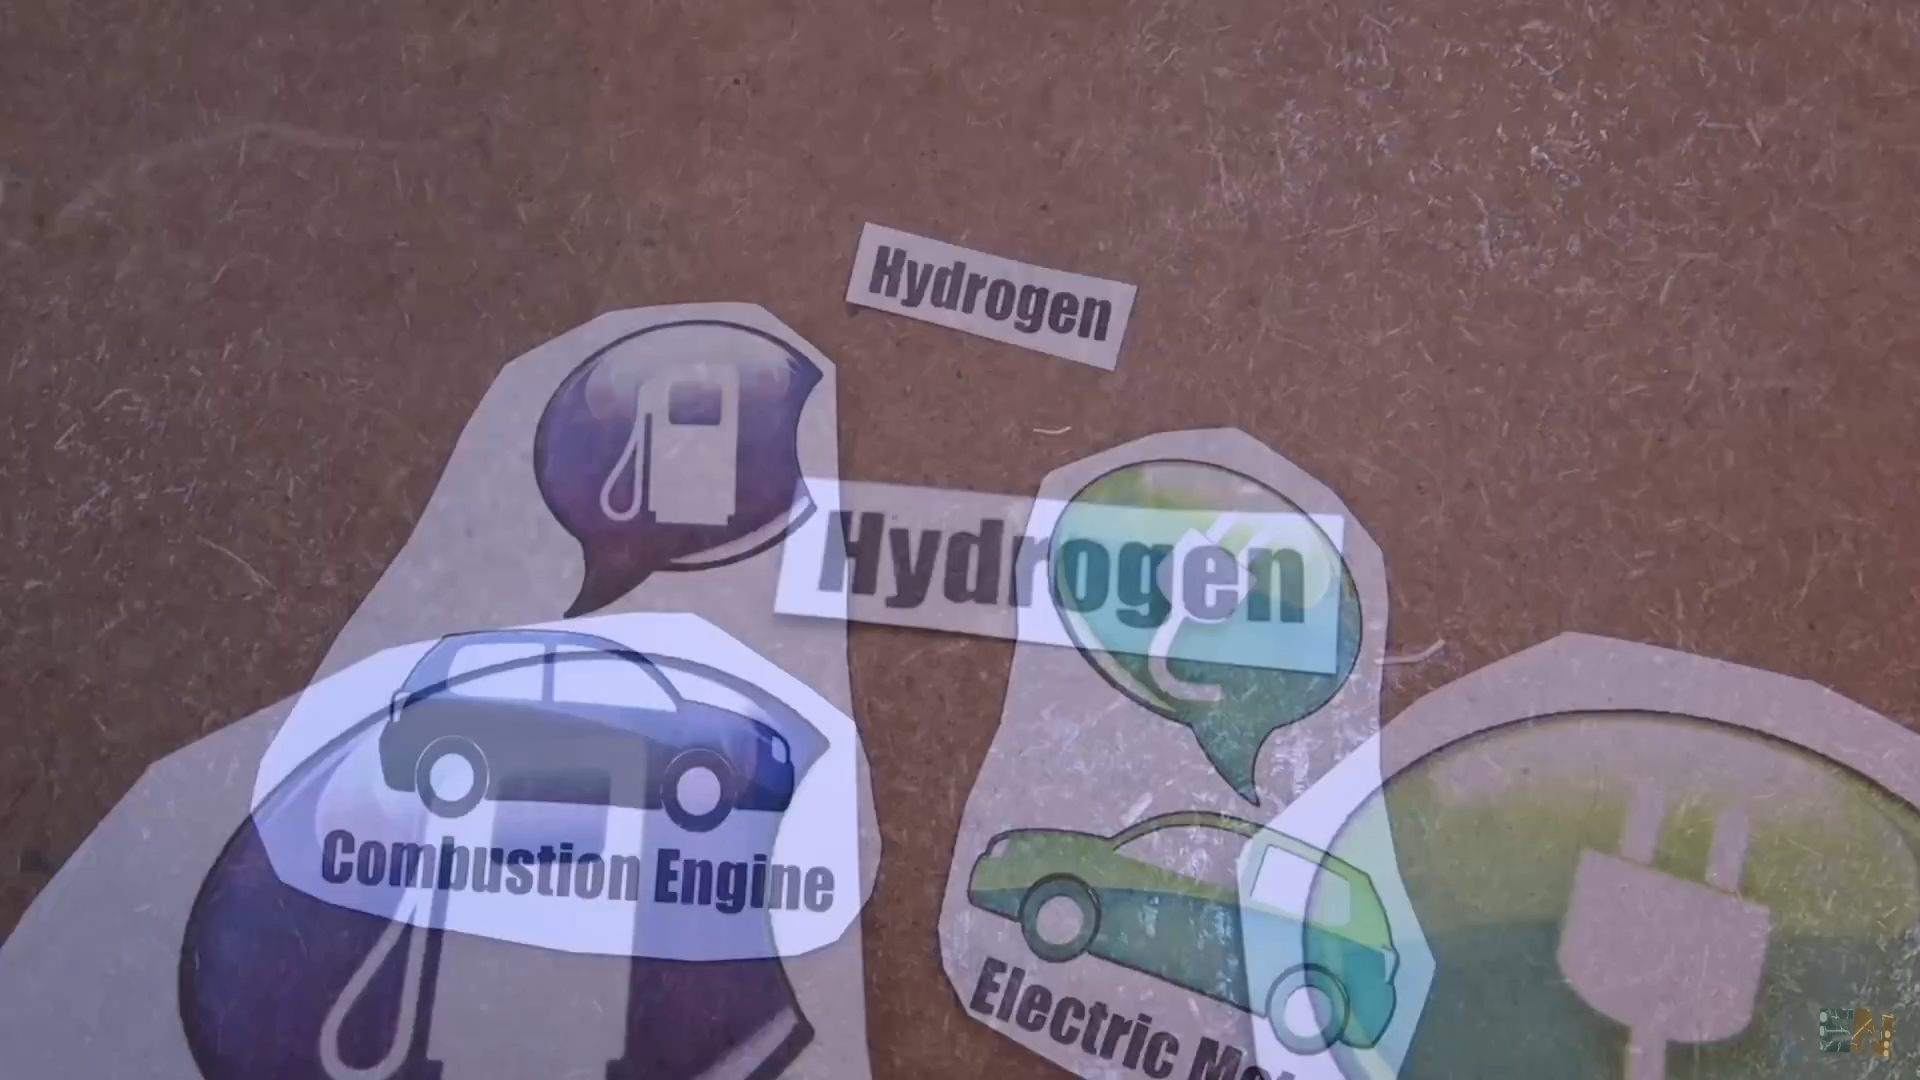 Hydrogen
Hydrogen
Combustion Engine
Electric